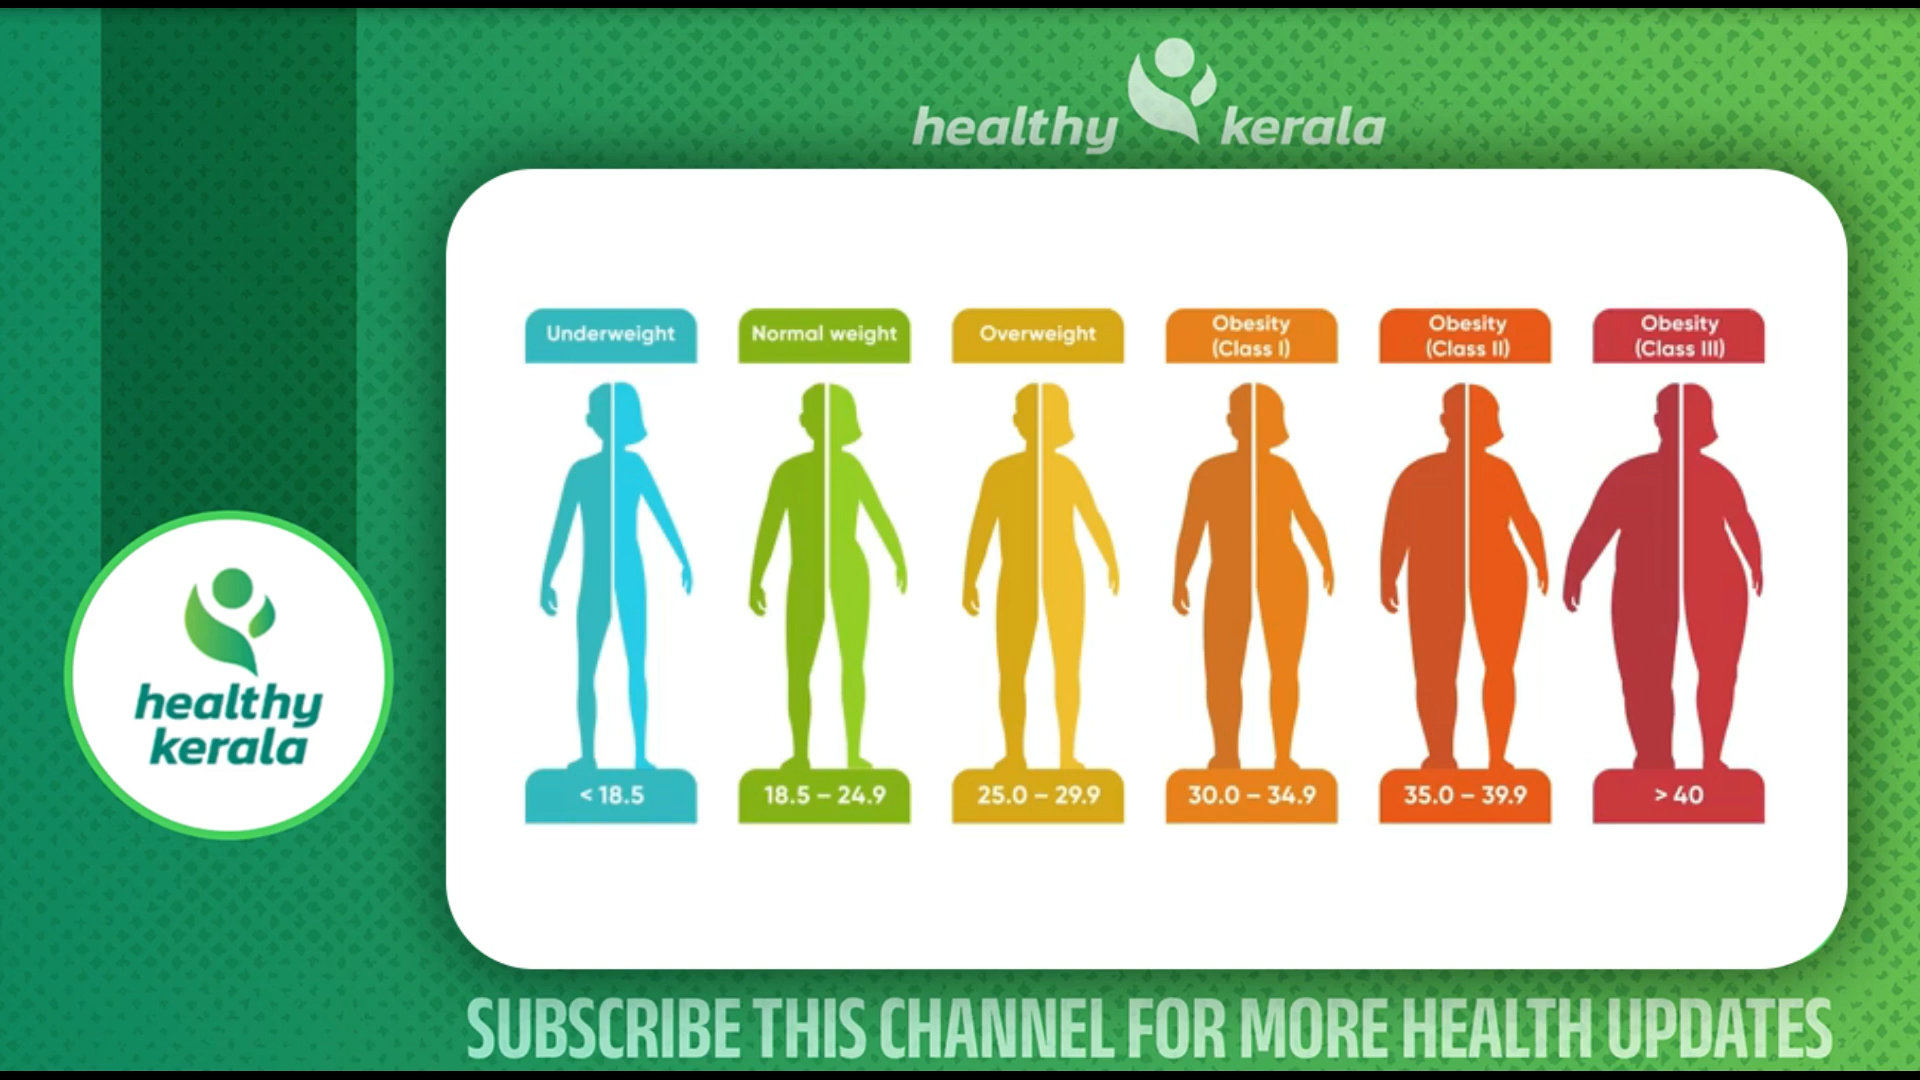 healthy kerala
Underweight
Normal weight
Overweight
Obesity
(Class I)
Obesity
(Class II)
Obesity
(Class III)
< 18.5
18.5 – 24.9
25.0 – 29.9
30.0 – 34.9
35.0 – 39.9
> 40
healthy
kerala
SUBSCRIBE THIS CHANNEL FOR MORE HEALTH UPDATES